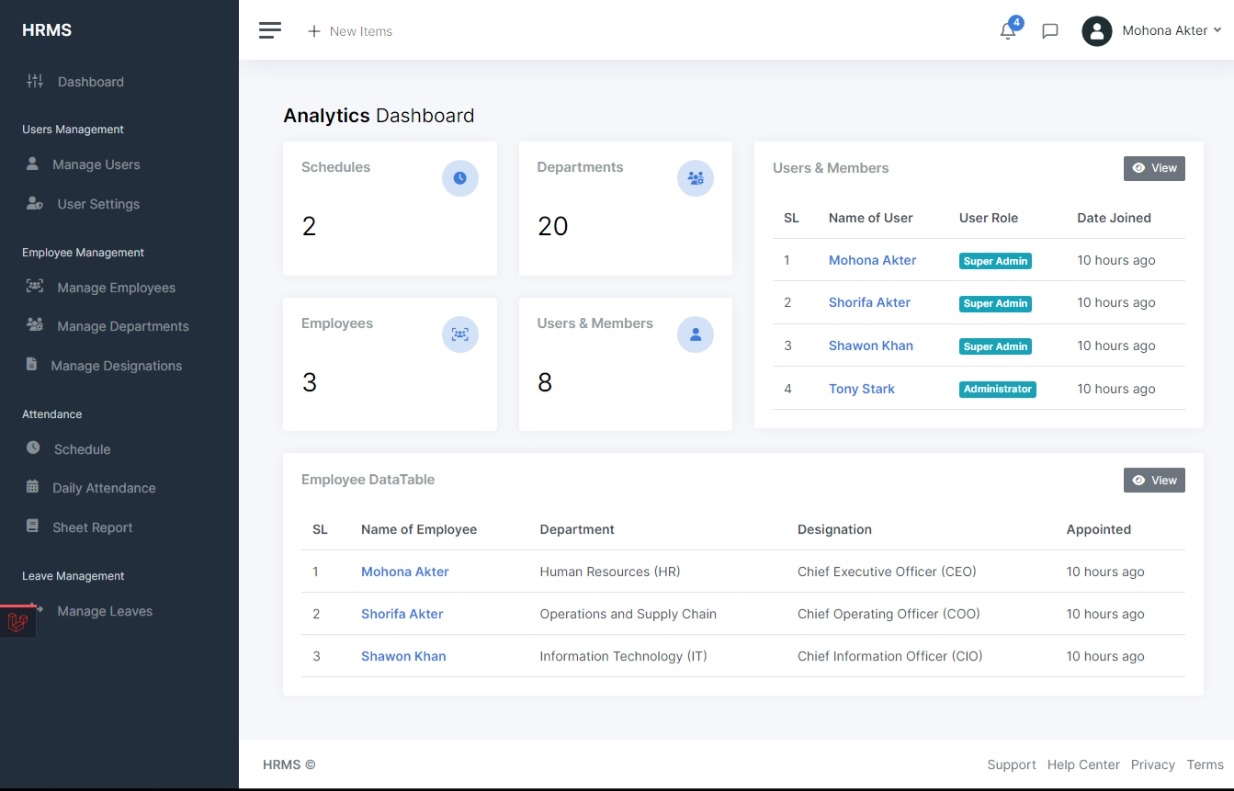 HRMS
Dashboard
Users Management
Manage Users
User Settings
Employee Management
Manage Employees
Manage Departments
Manage Designations
Attendance
Schedule
Daily Attendance
Sheet Report
Leave Management
Manage Leaves
New Items
4
Mohona Akter
Analytics Dashboard
Schedules
2
Departments
20
Employees
3
Users & Members
8
Users & Members
View
SL Name of User User Role Date Joined
1 Mohona Akter Super Admin 10 hours ago
2 Shorifa Akter Super Admin 10 hours ago
3 Shawon Khan Super Admin 10 hours ago
4 Tony Stark Administrator 10 hours ago
Employee DataTable
View
SL Name of Employee Department Designation Appointed
1 Mohona Akter Human Resources (HR) Chief Executive Officer (CEO) 10 hours ago
2 Shorifa Akter Operations and Supply Chain Chief Operating Officer (COO) 10 hours ago
3 Shawon Khan Information Technology (IT) Chief Information Officer (CIO) 10 hours ago
HRMS ©
Support Help Center Privacy Terms